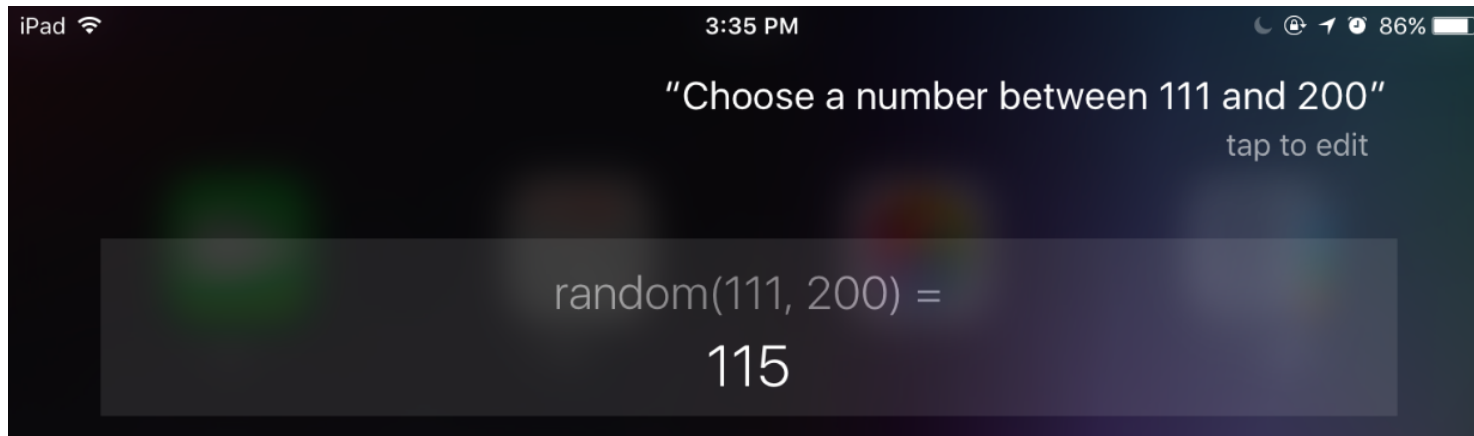 iPad 3:35 PM 86%
“Choose a number between 111 and 200”
tap to edit
random(111, 200) =
115